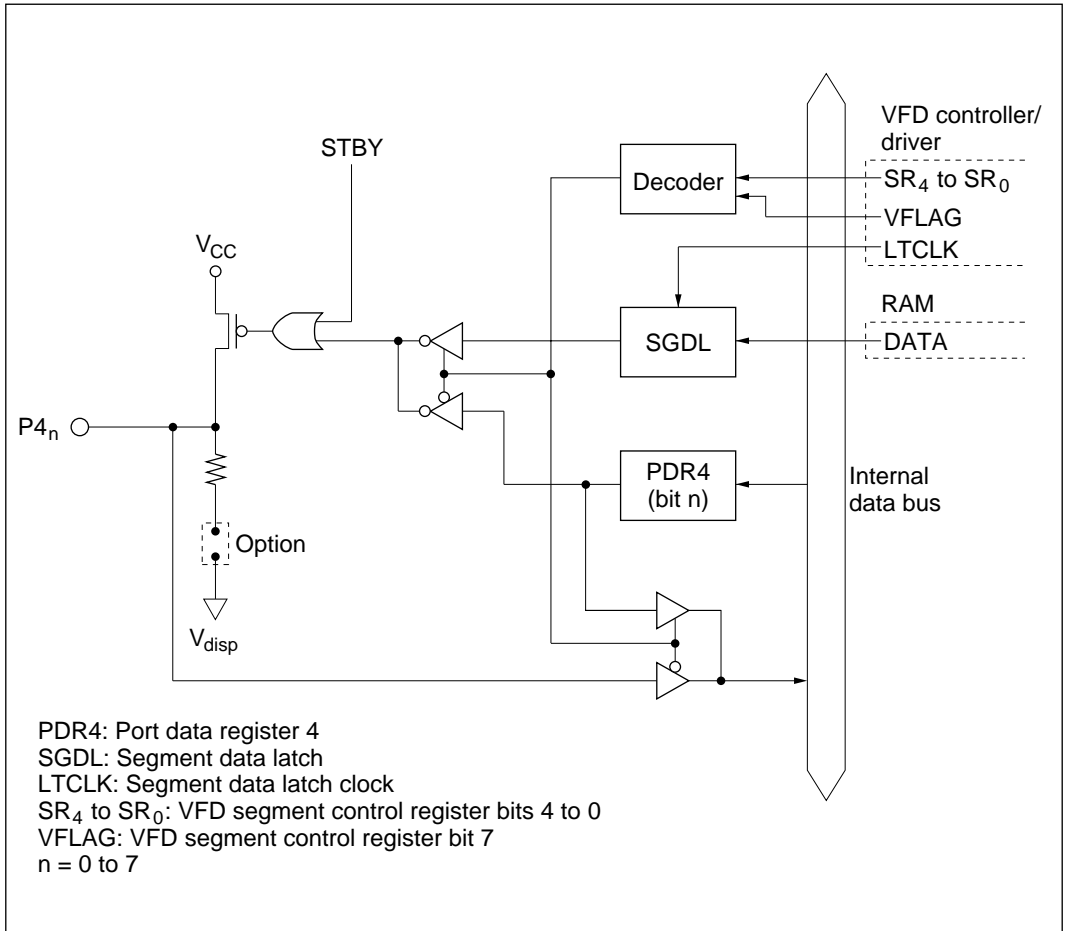 VFD controller/
driver
STBY
Decoder
SR4 to SR0
VFLAG
LTCLK
VCC
RAM
SGDL
DATA
P4n
PDR4
(bit n)
Internal
data bus
Option
Vdisp
PDR4: Port data register 4
SGDL: Segment data latch
LTCLK: Segment data latch clock
SR4 to SR0: VFD segment control register bits 4 to 0
VFLAG: VFD segment control register bit 7
n = 0 to 7